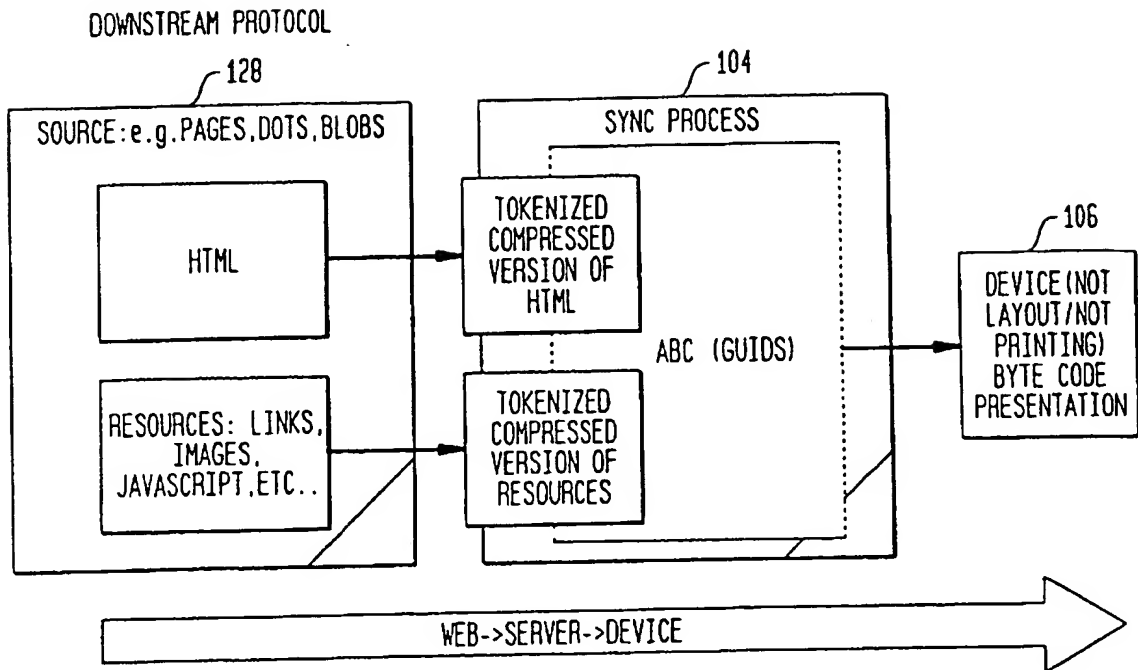 DOWNSTREAM PROTOCOL
128
SOURCE:e.g.PAGES,DOTS,BLOBS
HTML
RESOURCES: LINKS,
IMAGES,
JAVASCRIPT,ETC..
104
SYNC PROCESS
TOKENIZED
COMPRESSED
VERSION OF
HTML
ABC (GUIDS)
TOKENIZED
COMPRESSED
VERSION OF
RESOURCES
106
DEVICE(NOT
LAYOUT/NOT
PRINTING)
BYTE CODE
PRESENTATION
WEB->SERVER->DEVICE